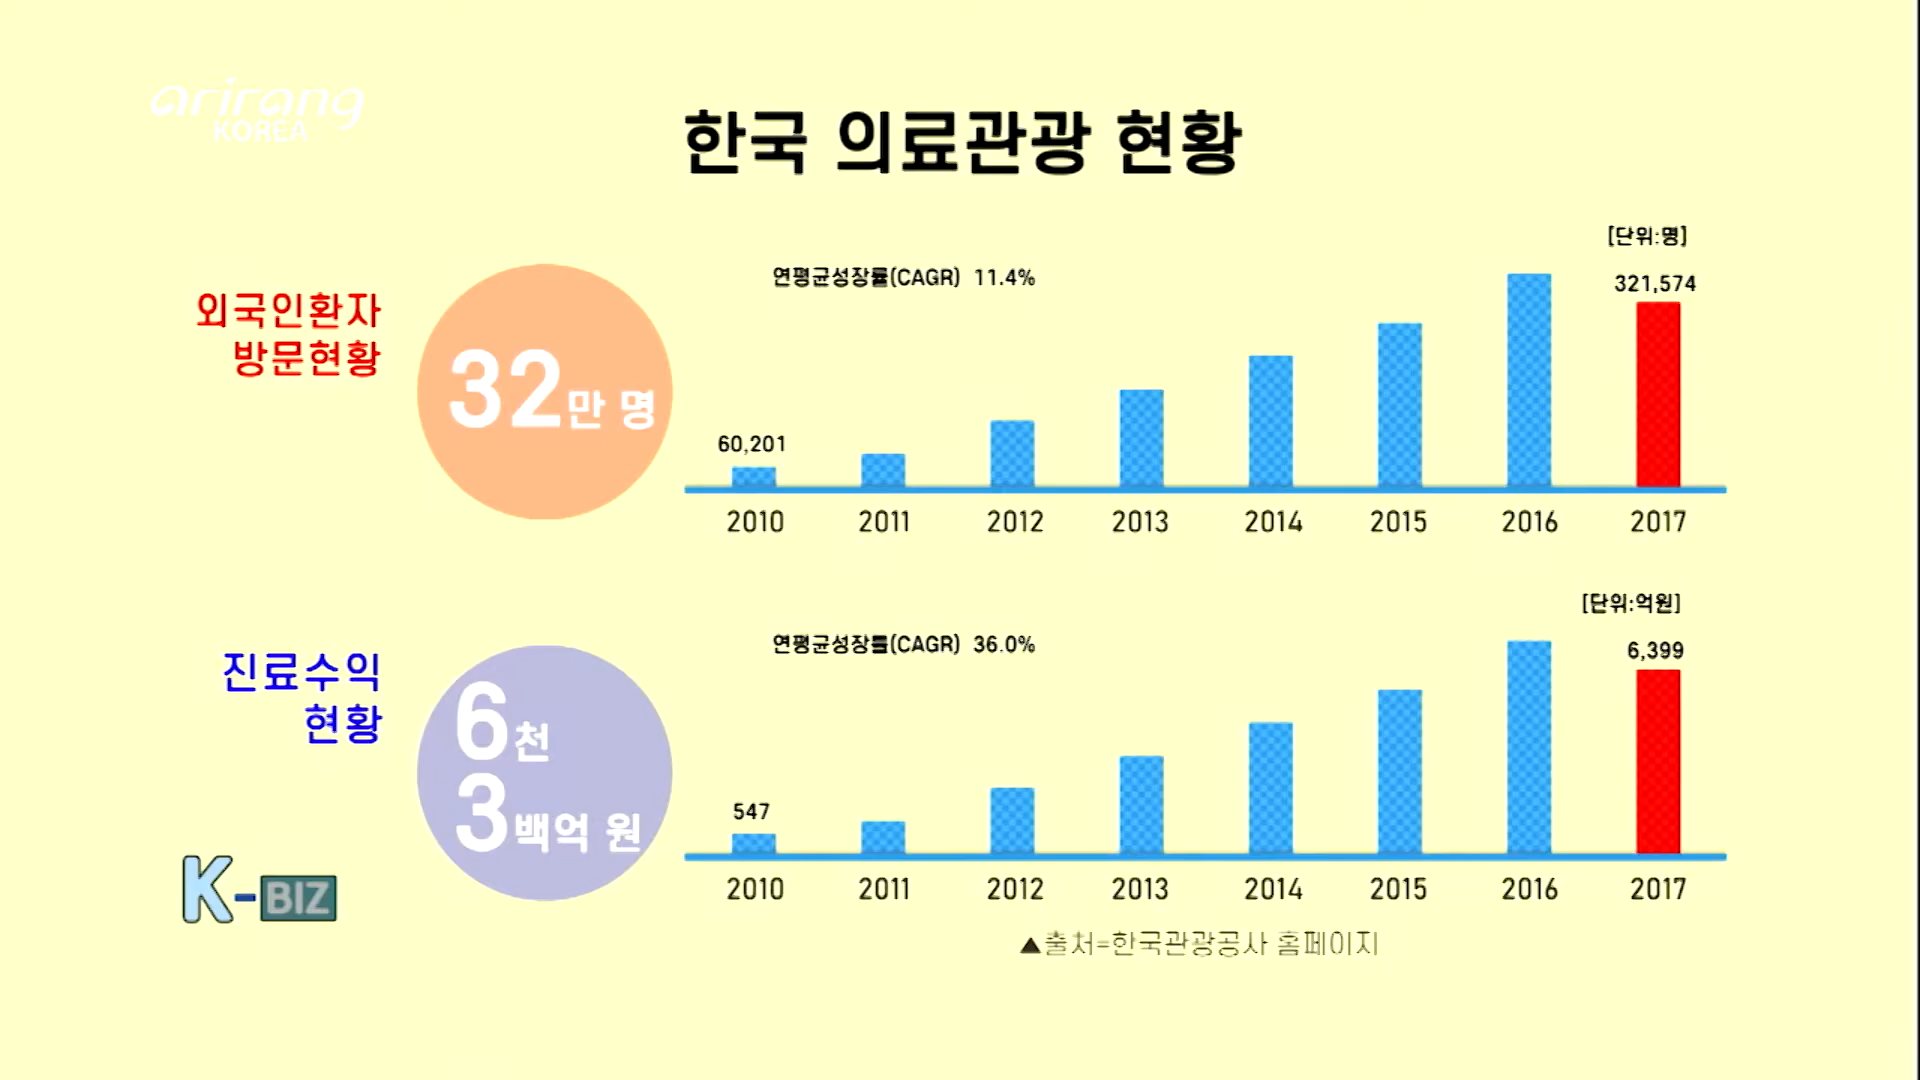 arirang
KOREA
한국 의료관광 현황
[단위:명]
외국인환자
방문현황
32만 명
연평균성장률(CAGR) 11.4%
60,201
321,574
2010 2011 2012 2013 2014 2015 2016 2017
[단위:억원]
진료수익
현황
6천
3백억 원
연평균성장률(CAGR) 36.0%
547
6,399
2010 2011 2012 2013 2014 2015 2016 2017
K-BIZ
▲출처=한국관광공사 홈페이지